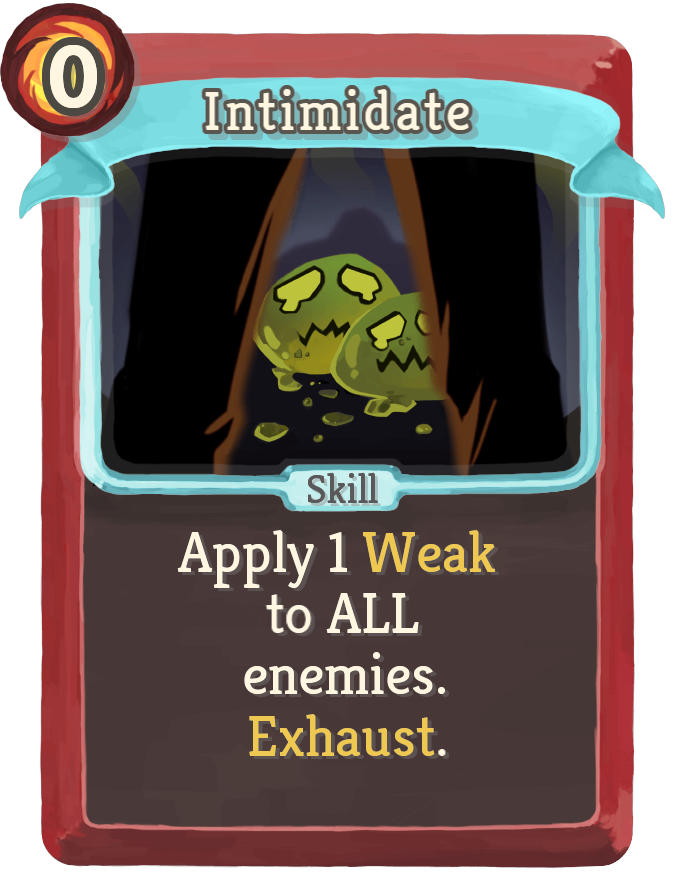 0
Intimidate
Skill
Apply 1 Weak
to ALL
enemies.
Exhaust.